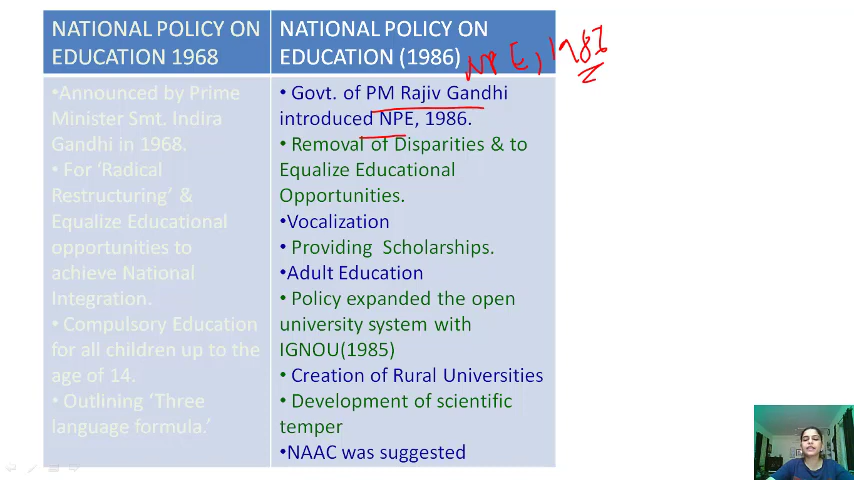 NATIONAL POLICY ON
EDUCATION 1968
NATIONAL POLICY ON
EDUCATION (1986)
NPE, 1986
•Announced by Prime
Minister Smt. Indira
Gandhi in 1968.
• For ‘Radical
Restructuring’ &
Equalize Educational
opportunities to
achieve National
Integration.
• Compulsory Education
for all children up to the
age of 14.
• Outlining ‘Three
language formula.’
• Govt. of PM Rajiv Gandhi
introduced NPE, 1986.
• Removal of Disparities & to
Equalize Educational
Opportunities.
•Vocalization
• Providing Scholarships.
•Adult Education
• Policy expanded the open
university system with
IGNOU(1985)
• Creation of Rural Universities
• Development of scientific
temper
•NAAC was suggested